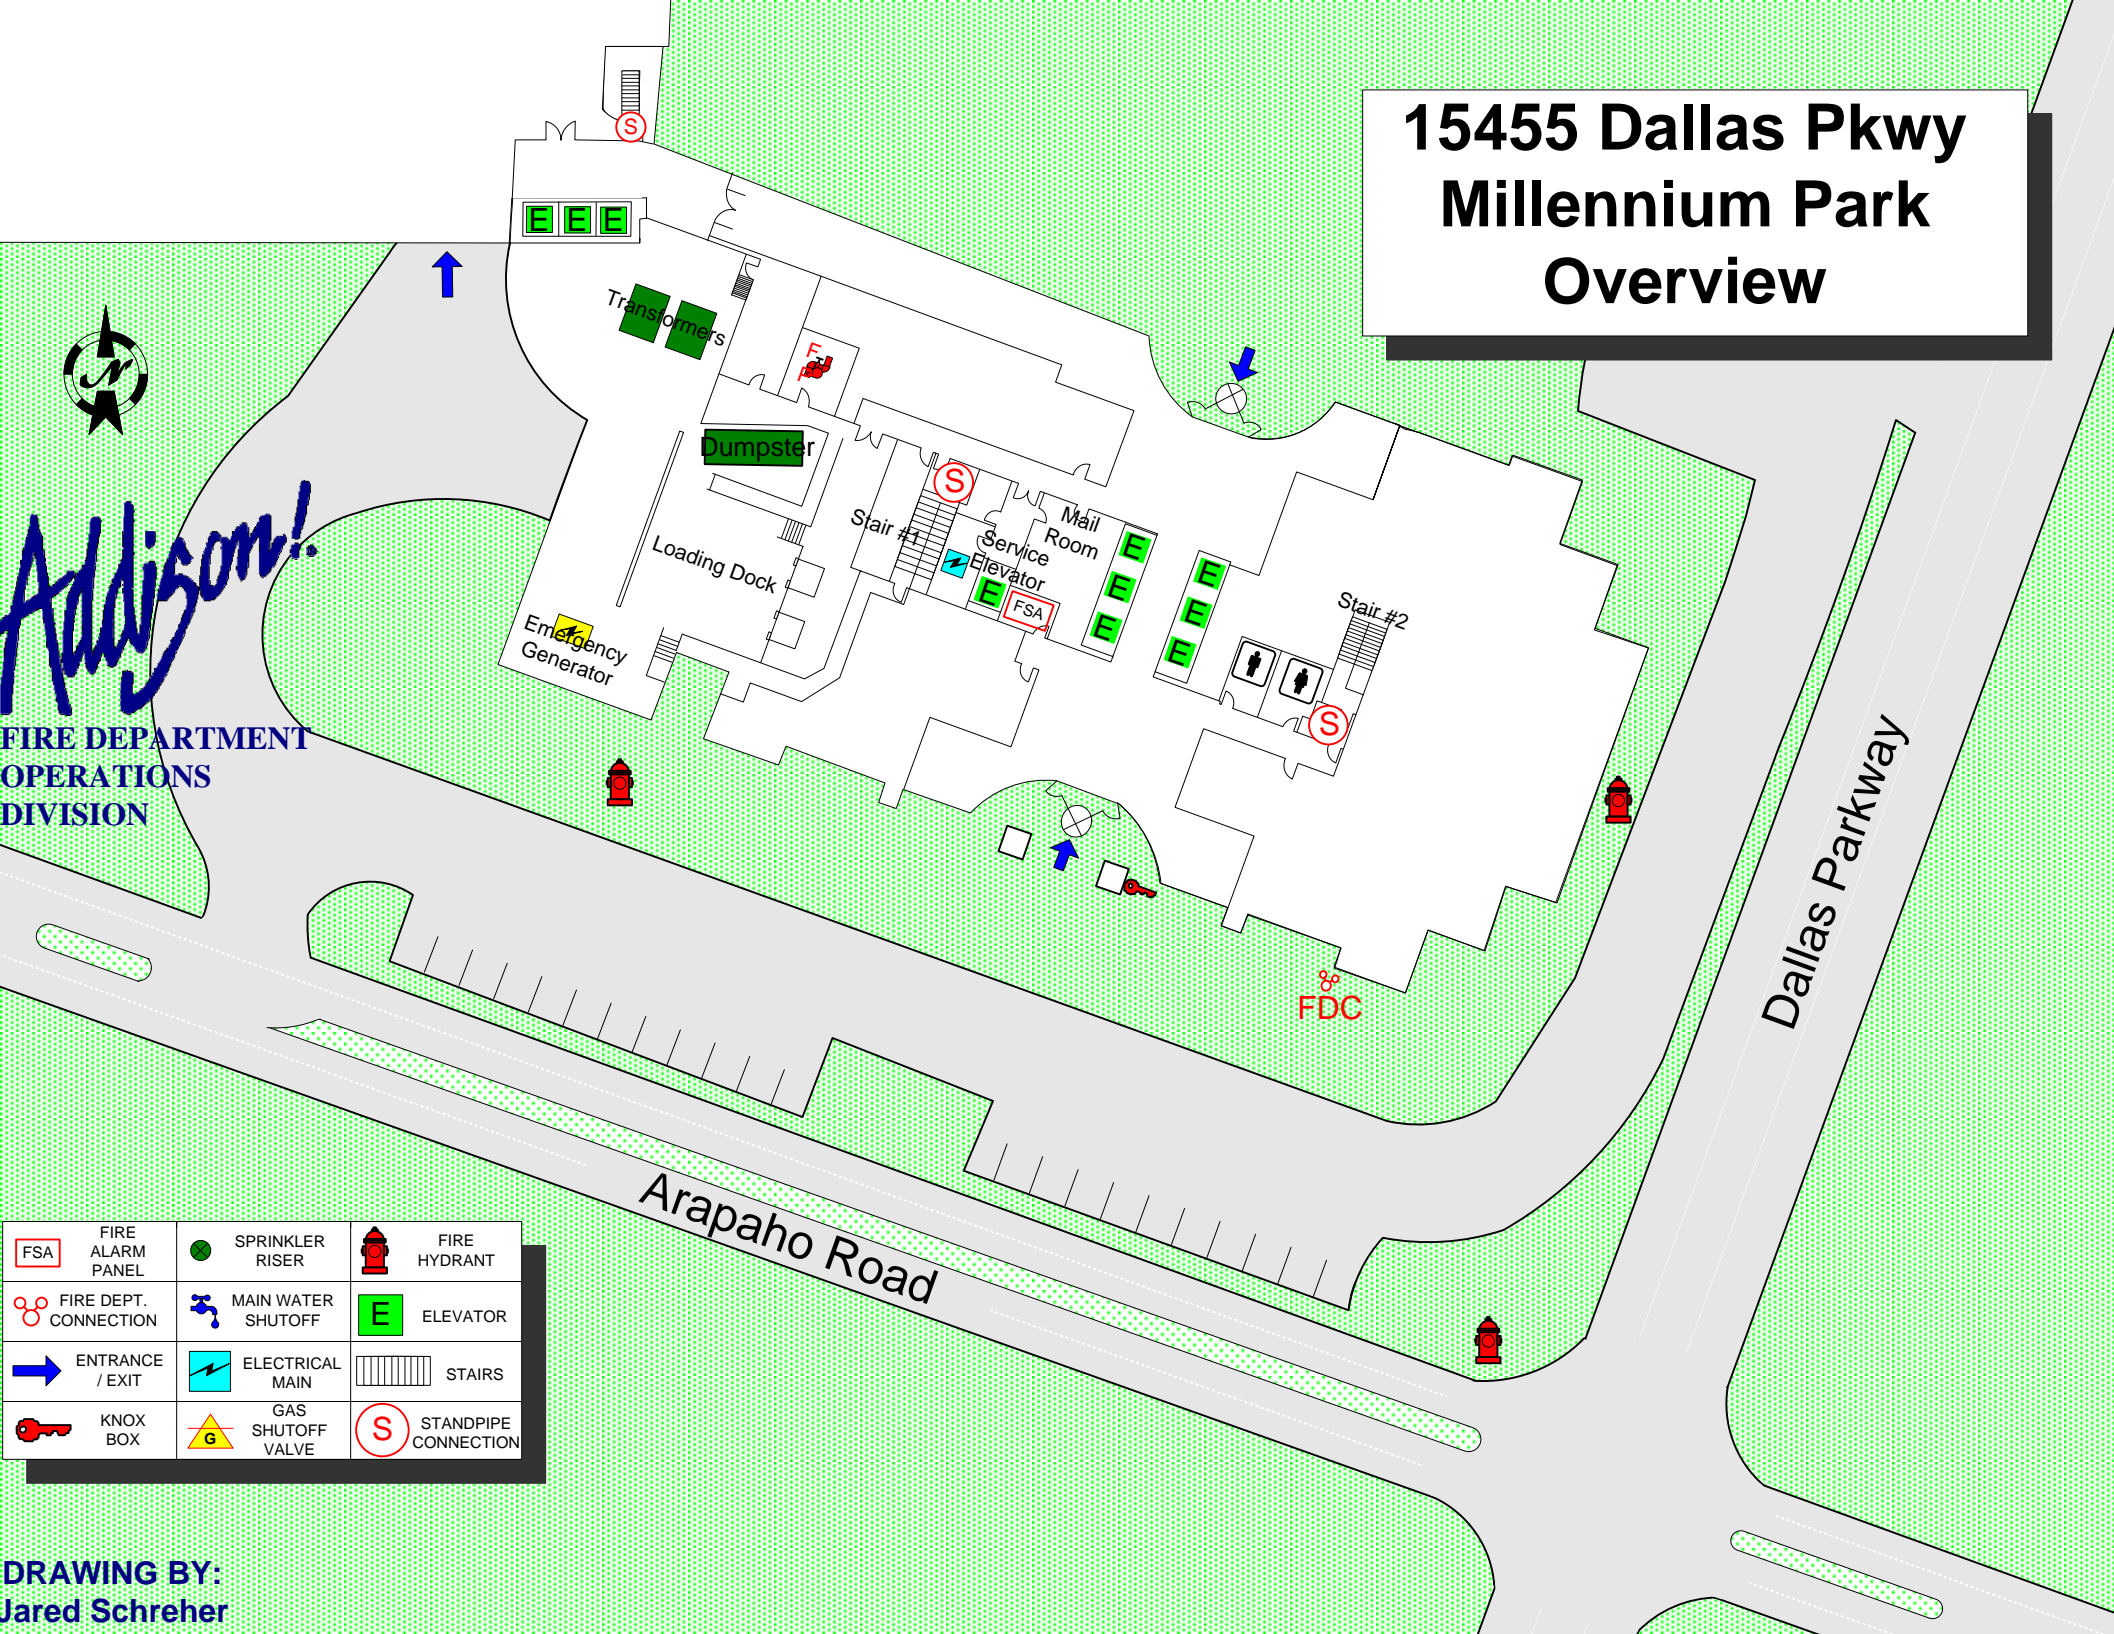 15455 Dallas Pkwy
Millennium Park
Overview
S
E E E
Transformers
F
P
Dumpster
S
Stair #1
Mail
Room
Service
Elevator
Loading Dock
E
E
E
E
E
E
E
FSA
Stair #2
Emergency
Generator
S
N
Addison!
FIRE DEPARTMENT
OPERATIONS
DIVISION
FDC
Dallas Parkway
Arapaho Road
FSA
FIRE
ALARM
PANEL
SPRINKLER
RISER
FIRE
HYDRANT
FIRE DEPT.
CONNECTION
MAIN WATER
SHUTOFF
E
ELEVATOR
ENTRANCE
/ EXIT
ELECTRICAL
MAIN
STAIRS
KNOX
BOX
G
GAS
SHUTOFF
VALVE
S
STANDPIPE
CONNECTION
DRAWING BY:
Jared Schreher